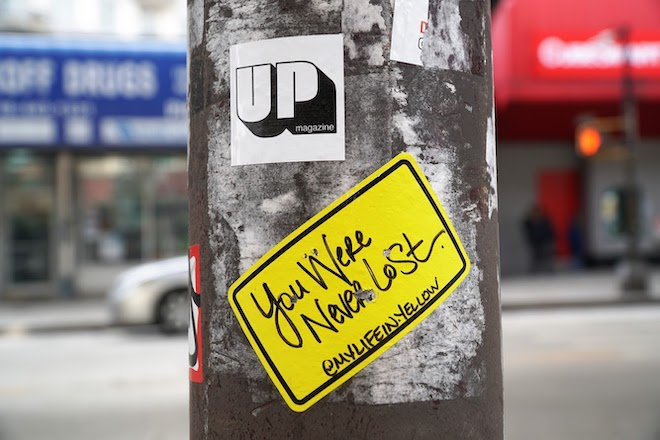 OFF DRUGS
UP
magazine
You Were
Never Lost.
@MYLIFEINYELLOW